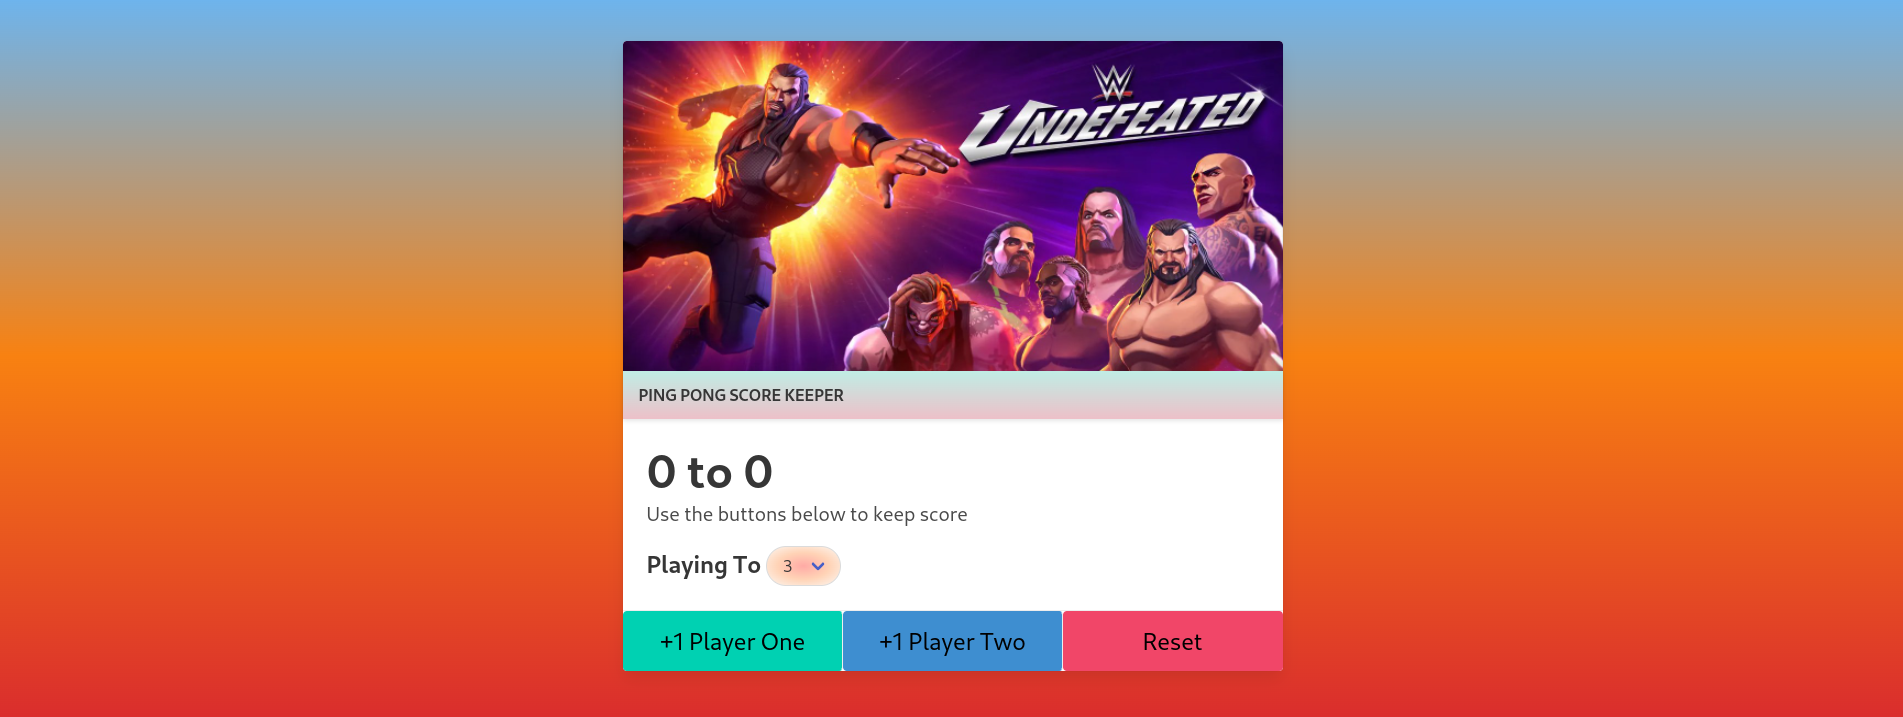 W
UNDEFEATED
PING PONG SCORE KEEPER
0 to 0
Use the buttons below to keep score
Playing To 3
+1 Player One
+1 Player Two
Reset